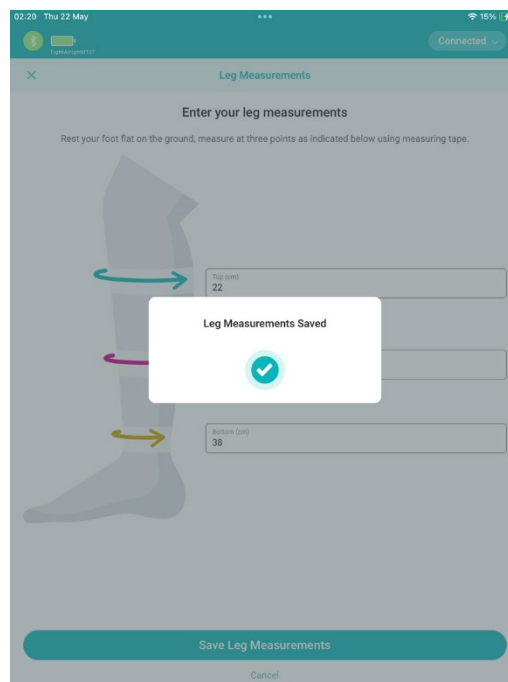 02:20 Thu 22 May
15%
Connected
Leg Measurements
Enter your leg measurements
Rest your foot flat on the ground, measure at three points as indicated below using measuring tape.
Top (cm)
22
Leg Measurements Saved
Bottom (cm)
38
Save Leg Measurements
Cancel